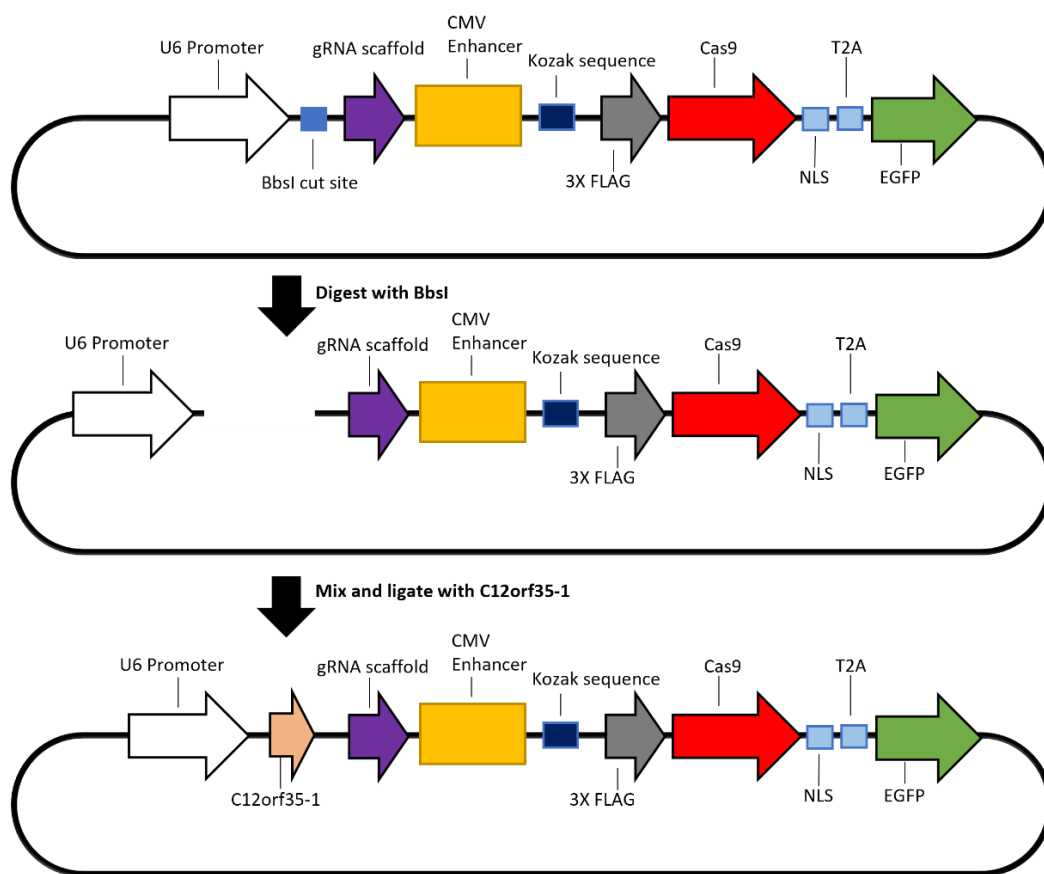 U6 Promoter
gRNA scaffold
CMV
Enhancer
Kozak sequence
Cas9
T2A
BbsI cut site
3X FLAG
NLS
EGFP
Digest with BbsI
U6 Promoter
gRNA scaffold
CMV
Enhancer
Kozak sequence
Cas9
T2A
3X FLAG
NLS
EGFP
Mix and ligate with C12orf35-1
U6 Promoter
gRNA scaffold
CMV
Enhancer
Kozak sequence
Cas9
T2A
C12orf35-1
3X FLAG
NLS
EGFP